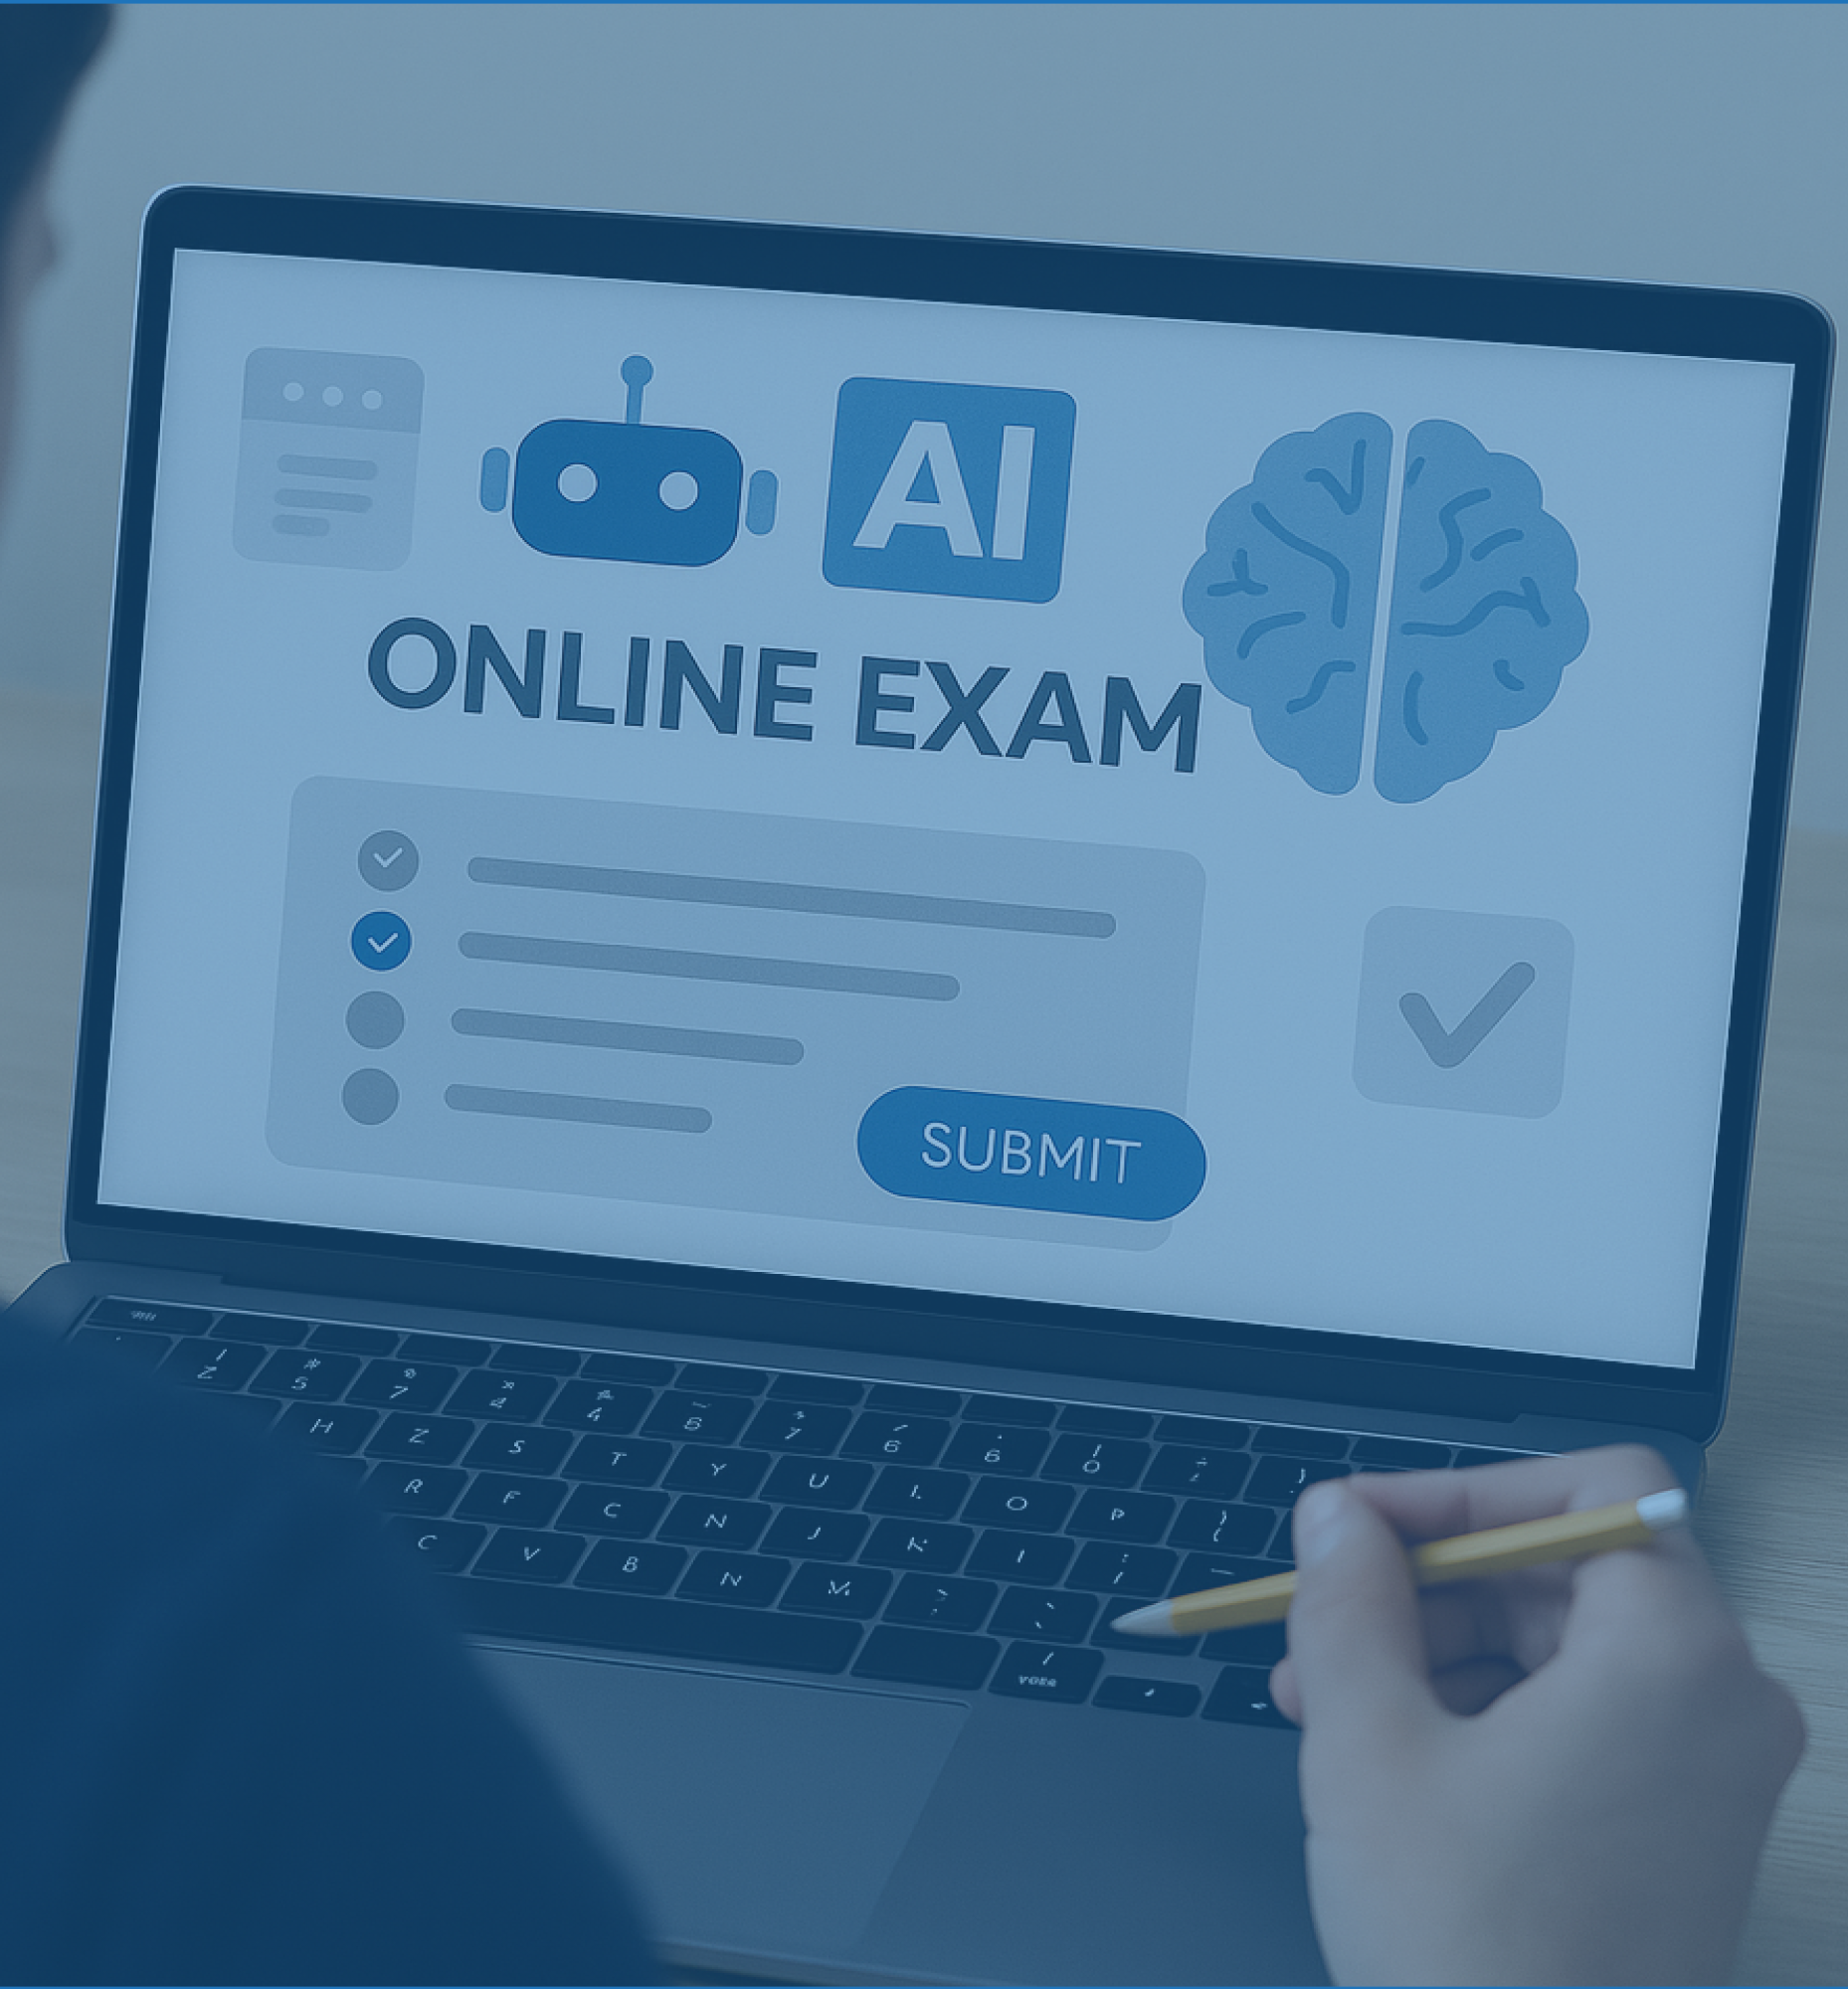 AI
ONLINE EXAM
SUBMIT
H Z S T Y U L O P
R F C N J K I
C V B N M